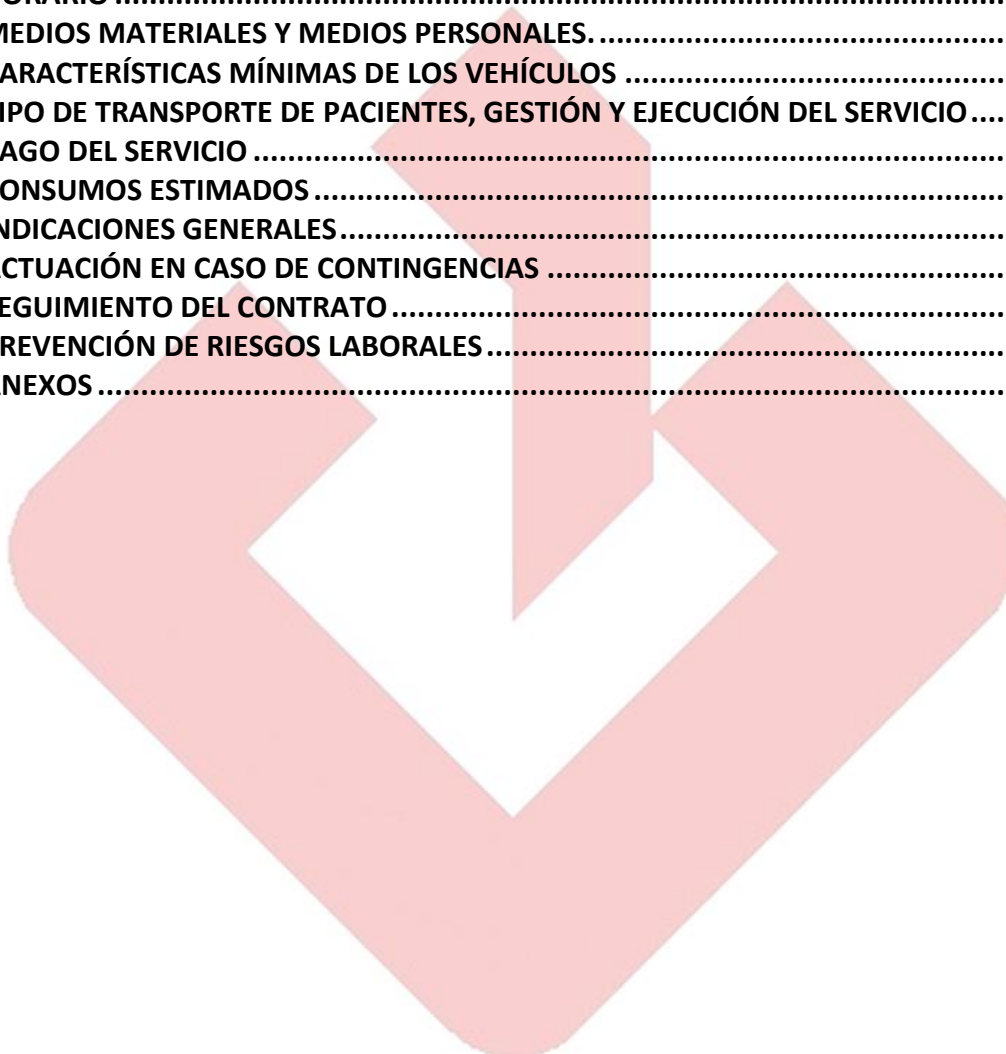 MEDIOS MATERIALES Y MEDIOS PERSONALES. ..........................................
ARACTERÍSTICAS MÍNIMAS DE LOS VEHÍCULOS .......................................
IPO DE TRANSPORTE DE PACIENTES, GESTIÓN Y EJECUCIÓN DEL SERVICIO ....
AGO DEL SERVICIO .................................................................................
ONSUMOS ESTIMADOS ..........................................................................
NDICACIONES GENERALES .......................................................................
ACTUACIÓN EN CASO DE CONTINGENCIAS ................................................
EGUIMIENTO DEL CONTRATO .................................................................
REVENCIÓN DE RIESGOS LABORALES .......................................................
NEXOS ...................................................................................................